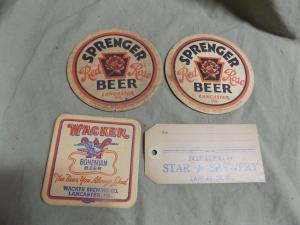 SPRENGER
Red Rose
BEER
LANCASTER
PA.
SPRENGER
Red Rose
BEER
LANCASTER
PA.
WACKER
BOHEMIAN
BEER
"The Beer You Always Liked"
WACKER BREWING CO.
LANCASTER, PA.
STAR BREWERY